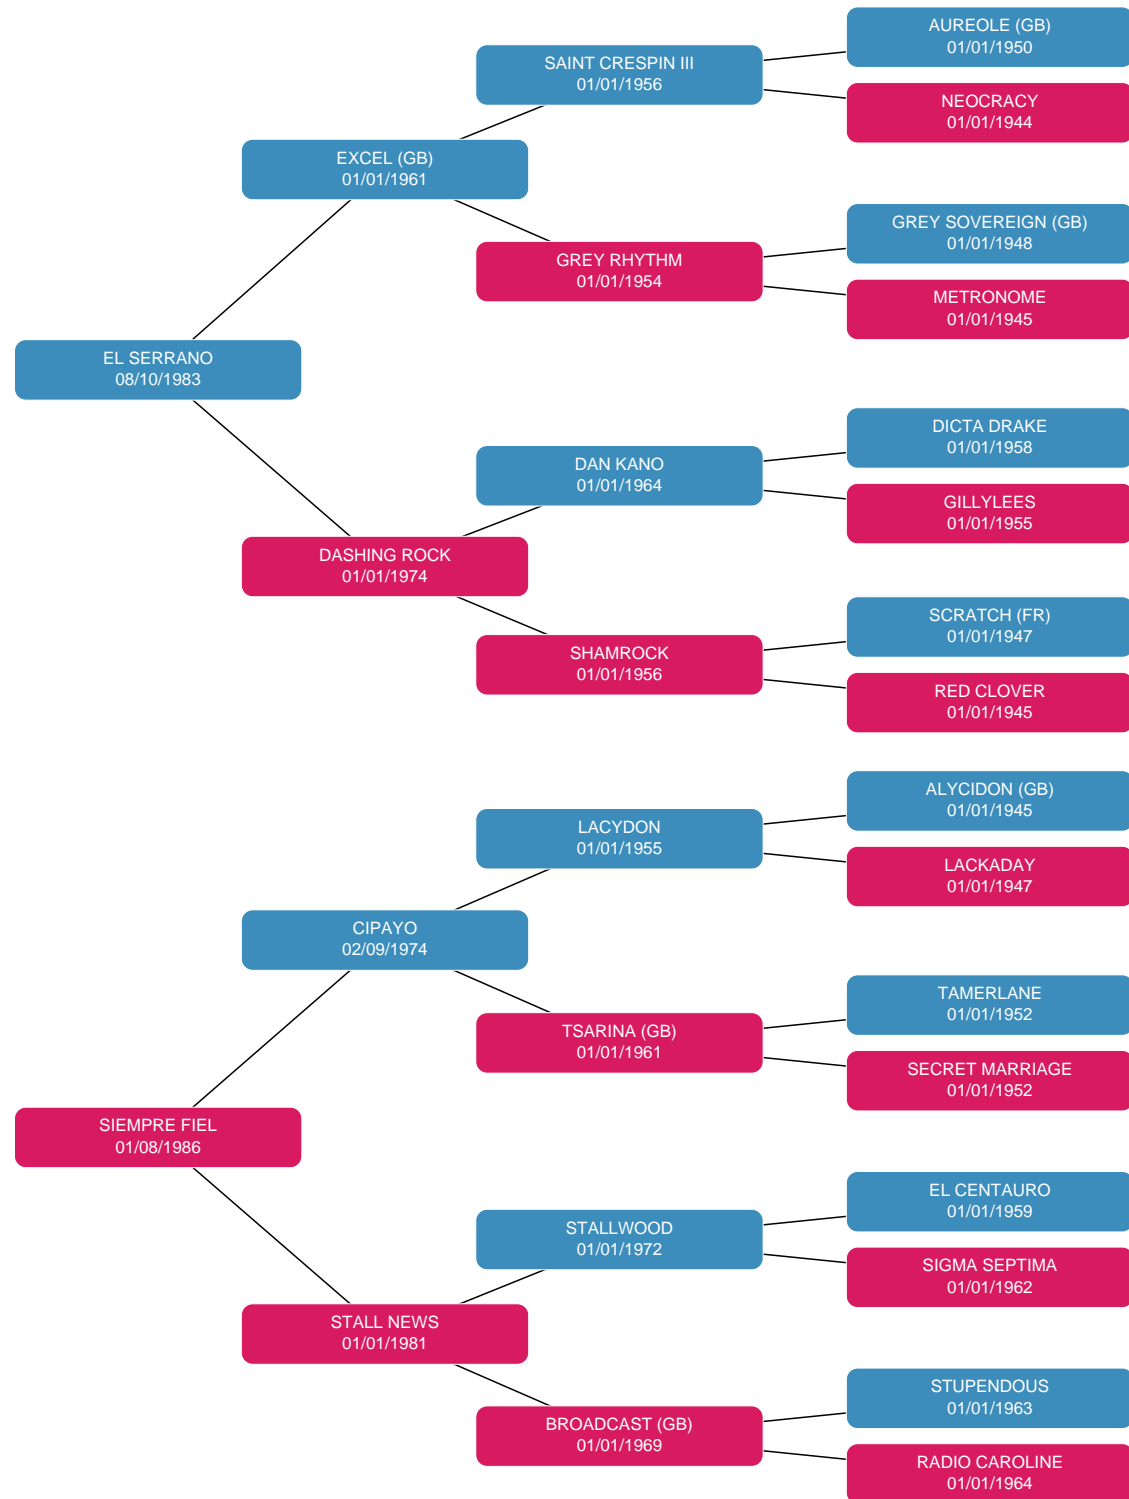 AUREOLE (GB)
01/01/1950
SAINT CRESPIN III
01/01/1956
NEOCRACY
01/01/1944
EXCEL (GB)
01/01/1961
GREY SOVEREIGN (GB)
01/01/1948
GREY RHYTHM
01/01/1954
METRONOME
01/01/1945
EL SERRANO
08/10/1983
DICTA DRAKE
01/01/1958
DAN KANO
01/01/1964
GILLYLEES
01/01/1955
DASHING ROCK
01/01/1974
SCRATCH (FR)
01/01/1947
SHAMROCK
01/01/1956
RED CLOVER
01/01/1945
ALYCIDON (GB)
01/01/1945
LACYDON
01/01/1955
LACKADAY
01/01/1947
CIPAYO
02/09/1974
TAMERLANE
01/01/1952
TSARINA (GB)
01/01/1961
SECRET MARRIAGE
01/01/1952
SIEMPRE FIEL
01/08/1986
EL CENTAURO
01/01/1959
STALLWOOD
01/01/1972
SIGMA SEPTIMA
01/01/1962
STALL NEWS
01/01/1981
STUPENDOUS
01/01/1963
BROADCAST (GB)
01/01/1969
RADIO CAROLINE
01/01/1964